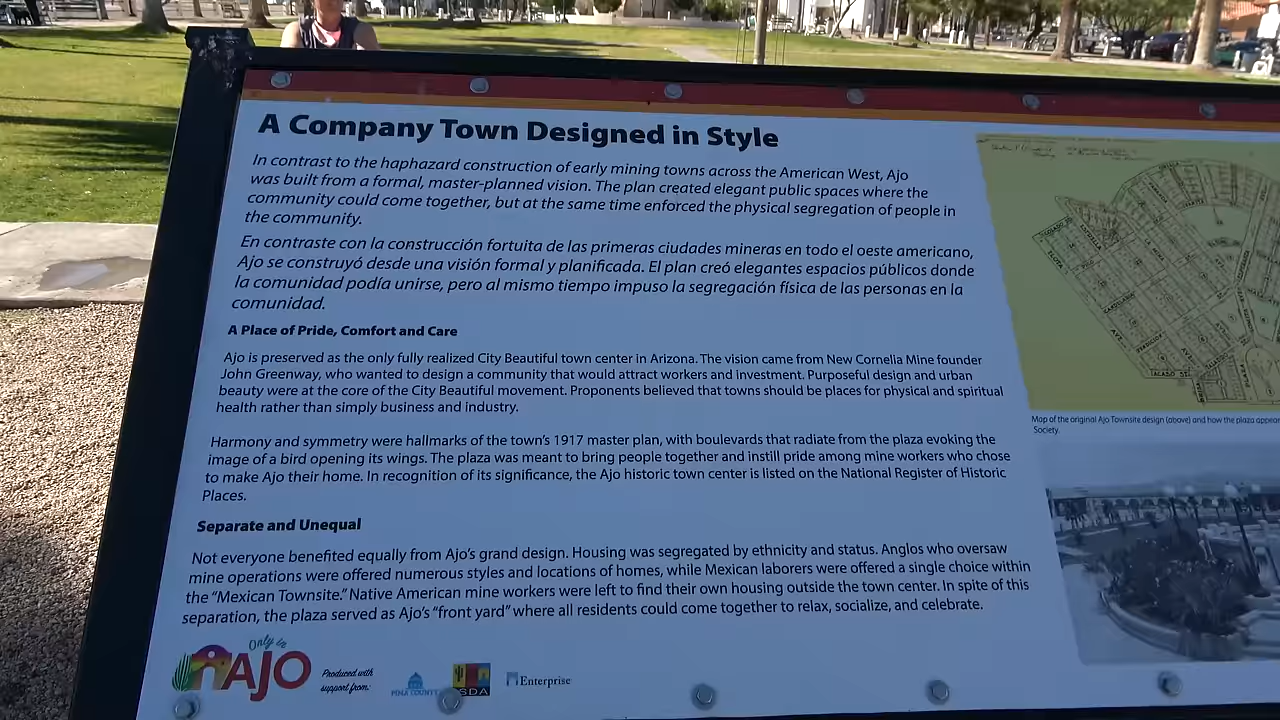 A Company Town Designed in Style
In contrast to the haphazard construction of early mining towns across the American West, Ajo
was built from a formal, master-planned vision. The plan created elegant public spaces where the
community could come together, but at the same time enforced the physical segregation of people in
the community.
En contraste con la construcción fortuita de las primeras ciudades mineras en todo el oeste americano,
Ajo se construyó desde una visión formal y planificada. El plan creó elegantes espacios públicos donde
la comunidad podía unirse, pero al mismo tiempo impuso la segregación física de las personas en la
comunidad.
A Place of Pride, Comfort and Care
Ajo is preserved as the only fully realized City Beautiful town center in Arizona. The vision came from New Cornelia Mine founder
John Greenway, who wanted to design a community that would attract workers and investment. Purposeful design and urban
beauty were at the core of the City Beautiful movement. Proponents believed that towns should be places for physical and spiritual
health rather than simply business and industry.
Harmony and symmetry were hallmarks of the town's 1917 master plan, with boulevards that radiate from the plaza evoking the
image of a bird opening its wings. The plaza was meant to bring people together and instill pride among mine workers who chose
to make Ajo their home. In recognition of its significance, the Ajo historic town center is listed on the National Register of Historic
Places.
Separate and Unequal
Not everyone benefited equally from Ajo's grand design. Housing was segregated by ethnicity and status. Anglos who oversaw
mine operations were offered numerous styles and locations of homes, while Mexican laborers were offered a single choice within
the "Mexican Townsite." Native American mine workers were left to find their own housing outside the town center. In spite of this
separation, the plaza served as Ajo's "front yard" where all residents could come together to relax, socialize, and celebrate.
Only in
AJO
Produced with
support from:
PIMA COUNTY
SDA
Enterprise
Map of the original Ajo Townsite design (above) and how the plaza appear
Society.